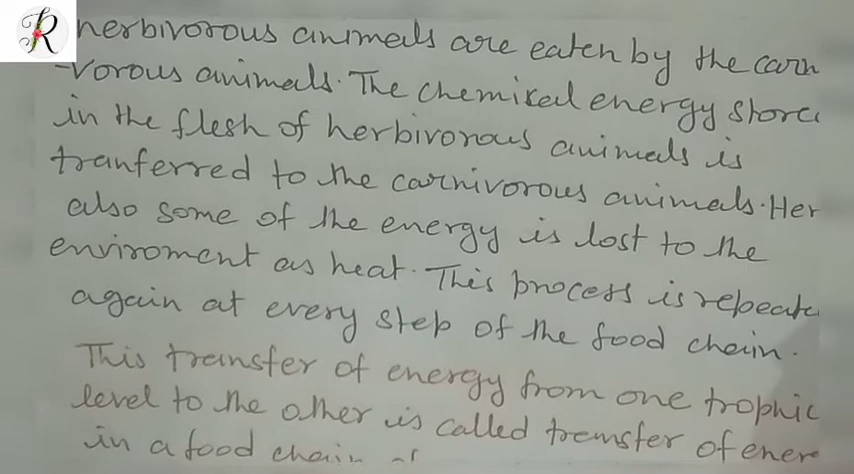 R
herbivorous animals are eaten by the carn
-vorous animals. The chemical energy store
in the flesh of herbivorous animals is
tranferred to the carnivorous animals. Her
also some of the energy is lost to the
enviroment as heat. This process is repeate
again at every step of the food chain.
This transfer of energy from one trophic
level to the other is called transfer of ener
in a food chain of